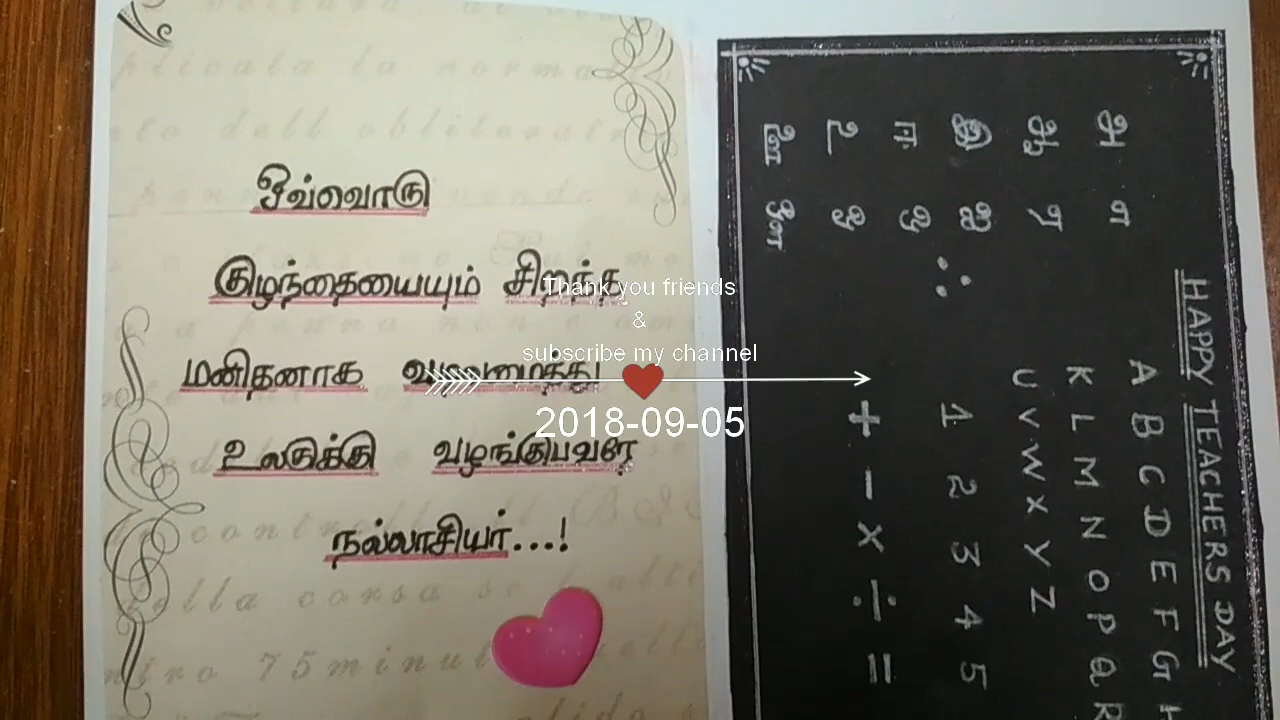 ஒவ்வொரு
குழந்தையையும் சிறந்த
மனிதனாக
உலகுக்கு வழங்குபவரே
நல்லாசியர்...!
Thank you friends
&
subscribe my channel
2018-09-05
HAPPY TEACHERS DAY
A B C D E F G H
K L M N O P Q R
U V W X Y Z
1 2 3 4 5
+ - × ÷ =
அ எ
ஆ ஏ
இ ஐ
ஈ ஒ
உ ஓ
ஊ ஔ
ஃ